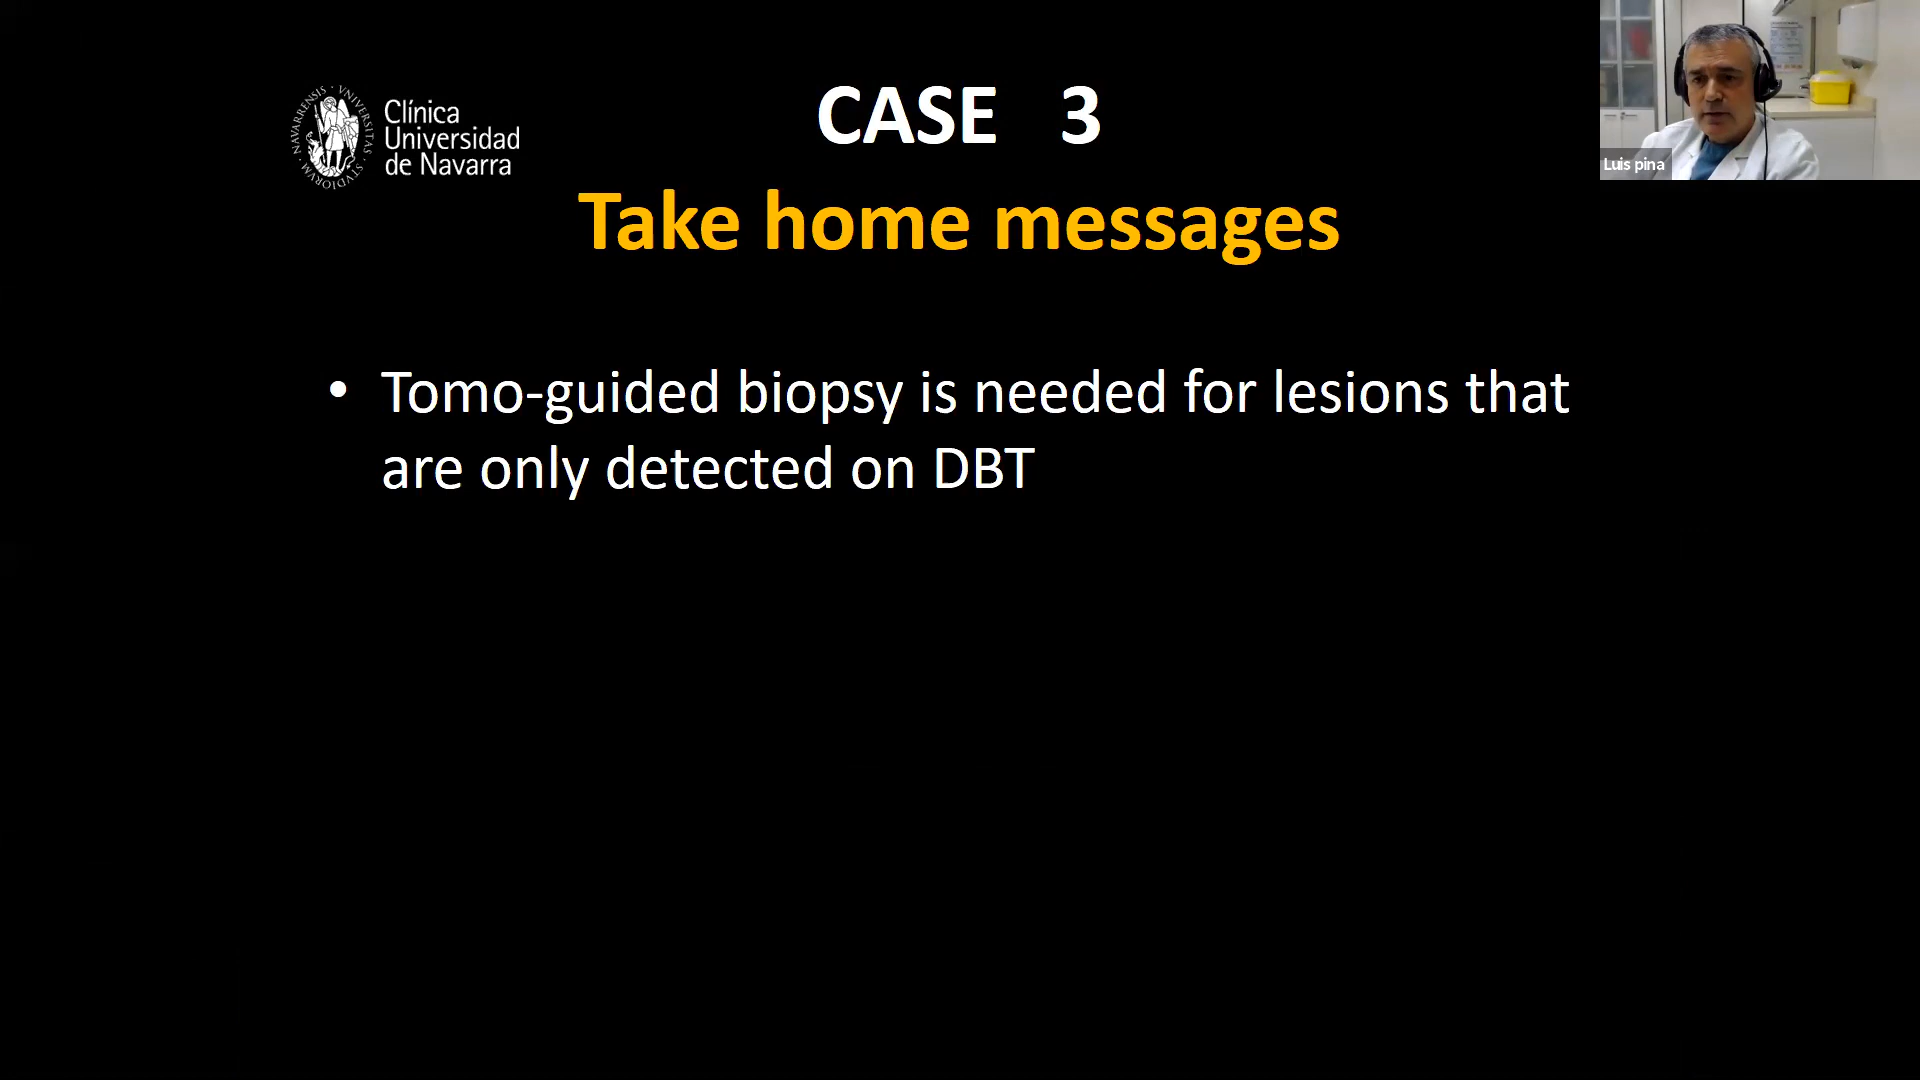 CASE 3
Clínica
Universidad
de Navarra
Take home messages
• Tomo-guided biopsy is needed for lesions that
are only detected on DBT
Luis pina